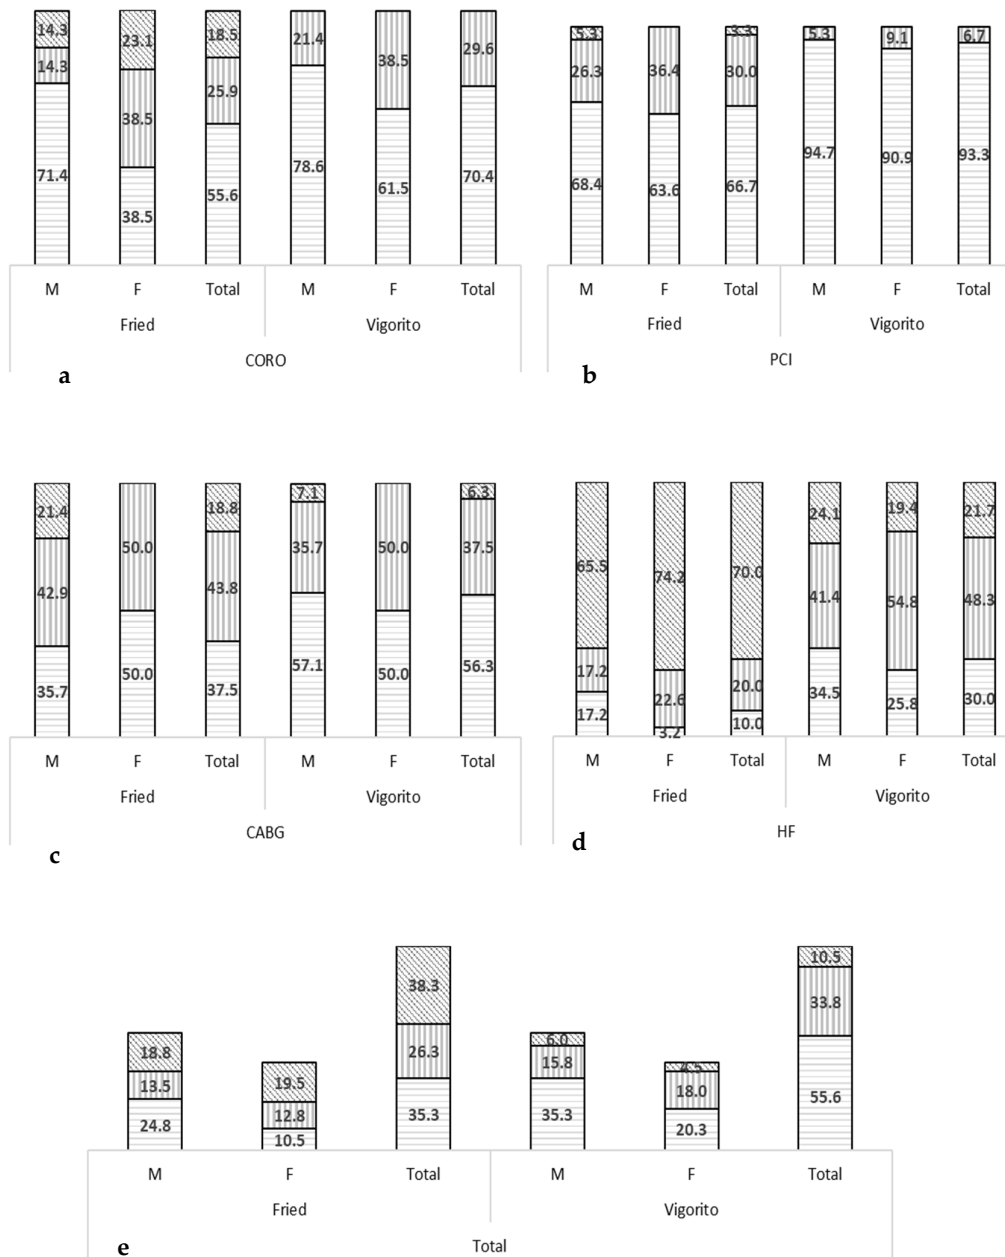 14.3 23.1 18.5 21.4 38.5 29.6
14.3 38.5 25.9
71.4 38.5 55.6 78.6 61.5 70.4
M F Total M F Total
Fried Vigorito
CORO
a
5.3 3.3 5.3 9.1 6.7
26.3 36.4 30.0
68.4 63.6 66.7 94.7 90.9 93.3
M F Total M F Total
Fried Vigorito
PCI
b
21.4 18.8 7.1 6.3
42.9 50.0 43.8 35.7 50.0 37.5
35.7 50.0 37.5 57.1 50.0 56.3
M F Total M F Total
Fried Vigorito
CABG
c
65.5 74.2 70.0 24.1 19.4 21.7
17.2 22.6 20.0 41.4 54.8 48.3
17.2 3.2 10.0 34.5 25.8 30.0
M F Total M F Total
Fried Vigorito
HF
d
18.8 19.5 38.3 6.0 4.5 10.5
13.5 12.8 26.3 15.8 18.0 33.8
24.8 10.5 35.3 35.3 20.3 55.6
M F Total M F Total
Fried Vigorito
Total
e